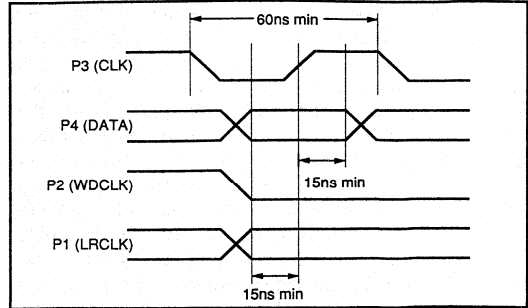 60ns min
P3 (CLK)
P4 (DATA)
15ns min
P2 (WDCLK)
P1 (LRCLK)
15ns min